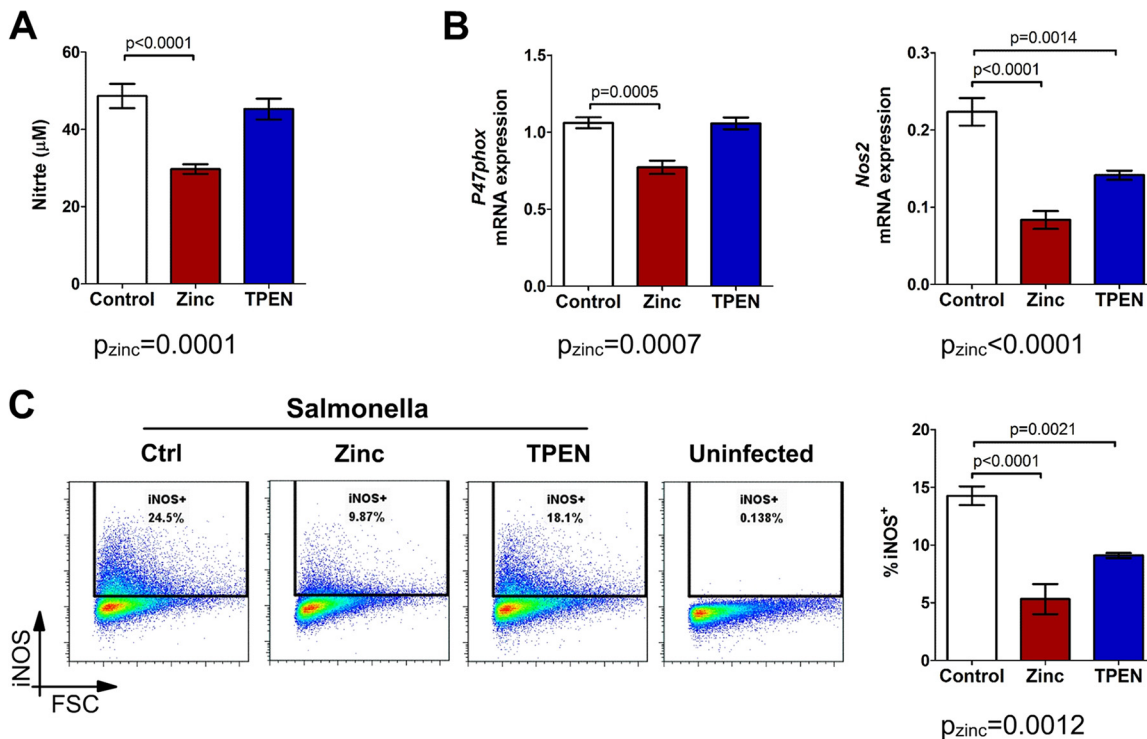 A
p<0.0001
60
40
20
0
Nitrte (μM)
Control Zinc TPEN
pzinc=0.0001
B
p=0.0005
1.5
1.0
0.5
0.0
P47phox
mRNA expression
Control Zinc TPEN
pzinc=0.0007
p=0.0014
p<0.0001
0.3
0.2
0.1
0.0
Nos2
mRNA expression
Control Zinc TPEN
pzinc<0.0001
C
Salmonella
Ctrl Zinc TPEN Uninfected
iNOS+
24.5%
iNOS+
9.87%
iNOS+
18.1%
iNOS+
0.138%
iNOS
FSC
p=0.0021
p<0.0001
20
15
10
5
0
% iNOS+
Control Zinc TPEN
pzinc=0.0012